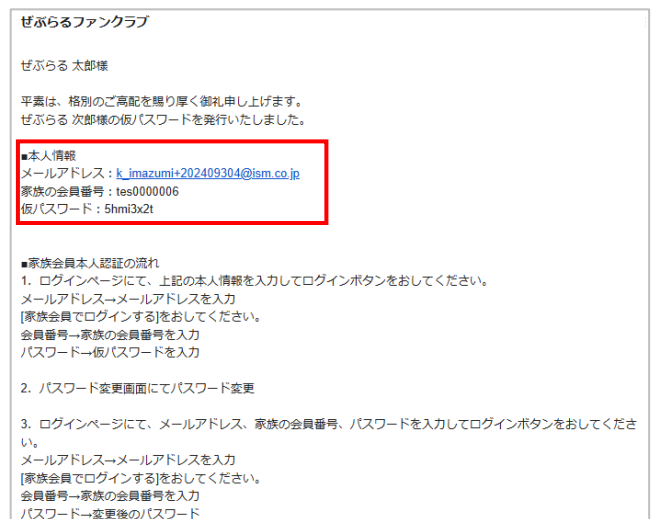 ぜぶらるファンクラブ
ぜぶらる 太郎様
平素は、格別のご高配を賜り厚く御礼申し上げます。
ぜぶらる 次郎様の仮パスワードを発行いたしました。
■本人情報
メールアドレス：k_imazumi+202409304@ism.co.jp
家族の会員番号：tes0000006
仮パスワード：5hmi3x2t
■家族会員本人認証の流れ
1．ログインページにて、上記の本人情報を入力してログインボタンをおしてください。
メールアドレス→メールアドレスを入力
[家族会員でログインする]をおしてください。
会員番号→家族の会員番号を入力
パスワード→仮パスワードを入力
2．パスワード変更画面にてパスワード変更
3．ログインページにて、メールアドレス、家族の会員番号、パスワードを入力してログインボタンをおしてくださ
い。
メールアドレス→メールアドレスを入力
[家族会員でログインする]をおしてください。
会員番号→家族の会員番号を入力
パスワード→変更後のパスワード